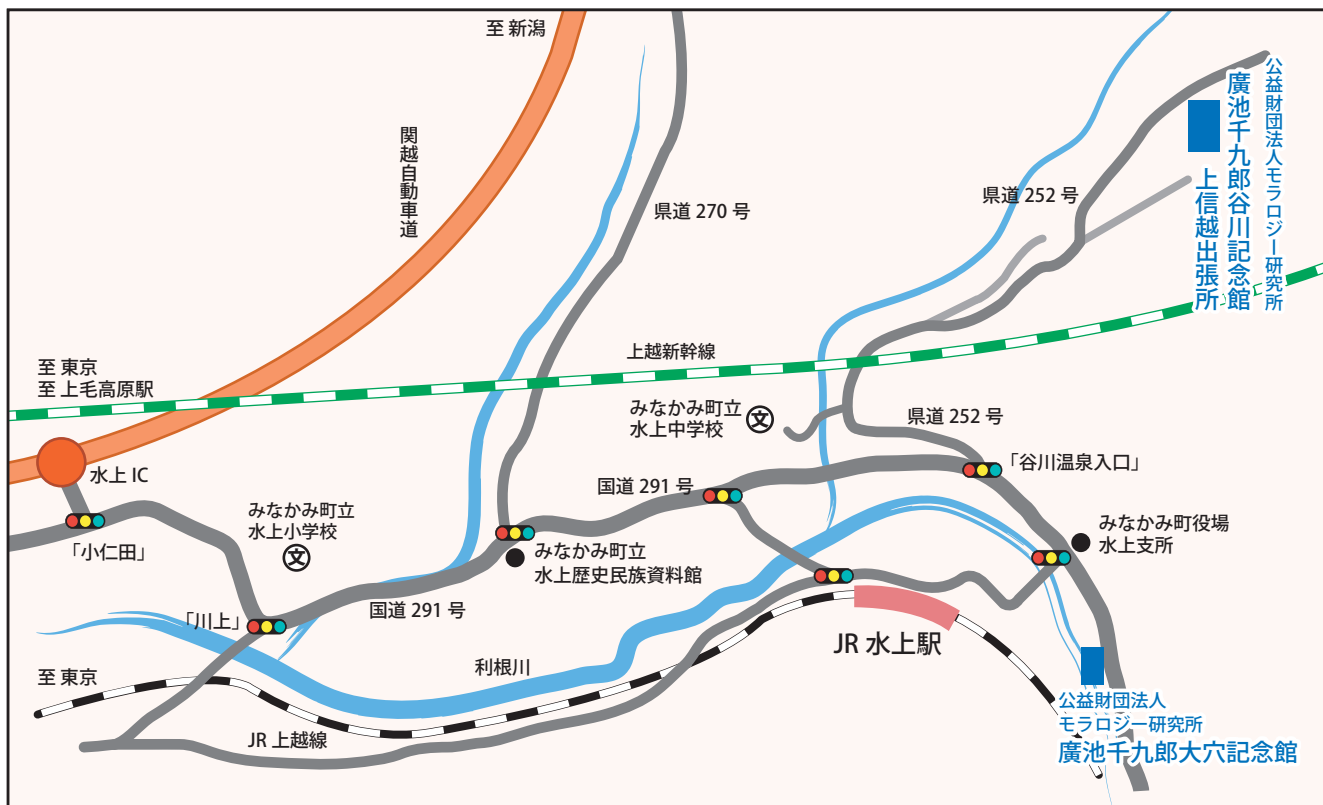 至 新潟
関越自動車道
県道 270 号
県道 252 号
公益財団法人モラロジー研究所
廣池千九郎谷川記念館
上信越出張所
至 東京
至 上毛高原駅
上越新幹線
みなかみ町立
水上中学校
文
県道 252 号
水上 IC
「谷川温泉入口」
国道 291 号
みなかみ町立
水上小学校
文
「小仁田」
みなかみ町役場
水上支所
みなかみ町立
水上歴史民族資料館
国道 291 号
「川上」
JR 水上駅
利根川
至 東京
JR 上越線
公益財団法人
モラロジー研究所
廣池千九郎大穴記念館